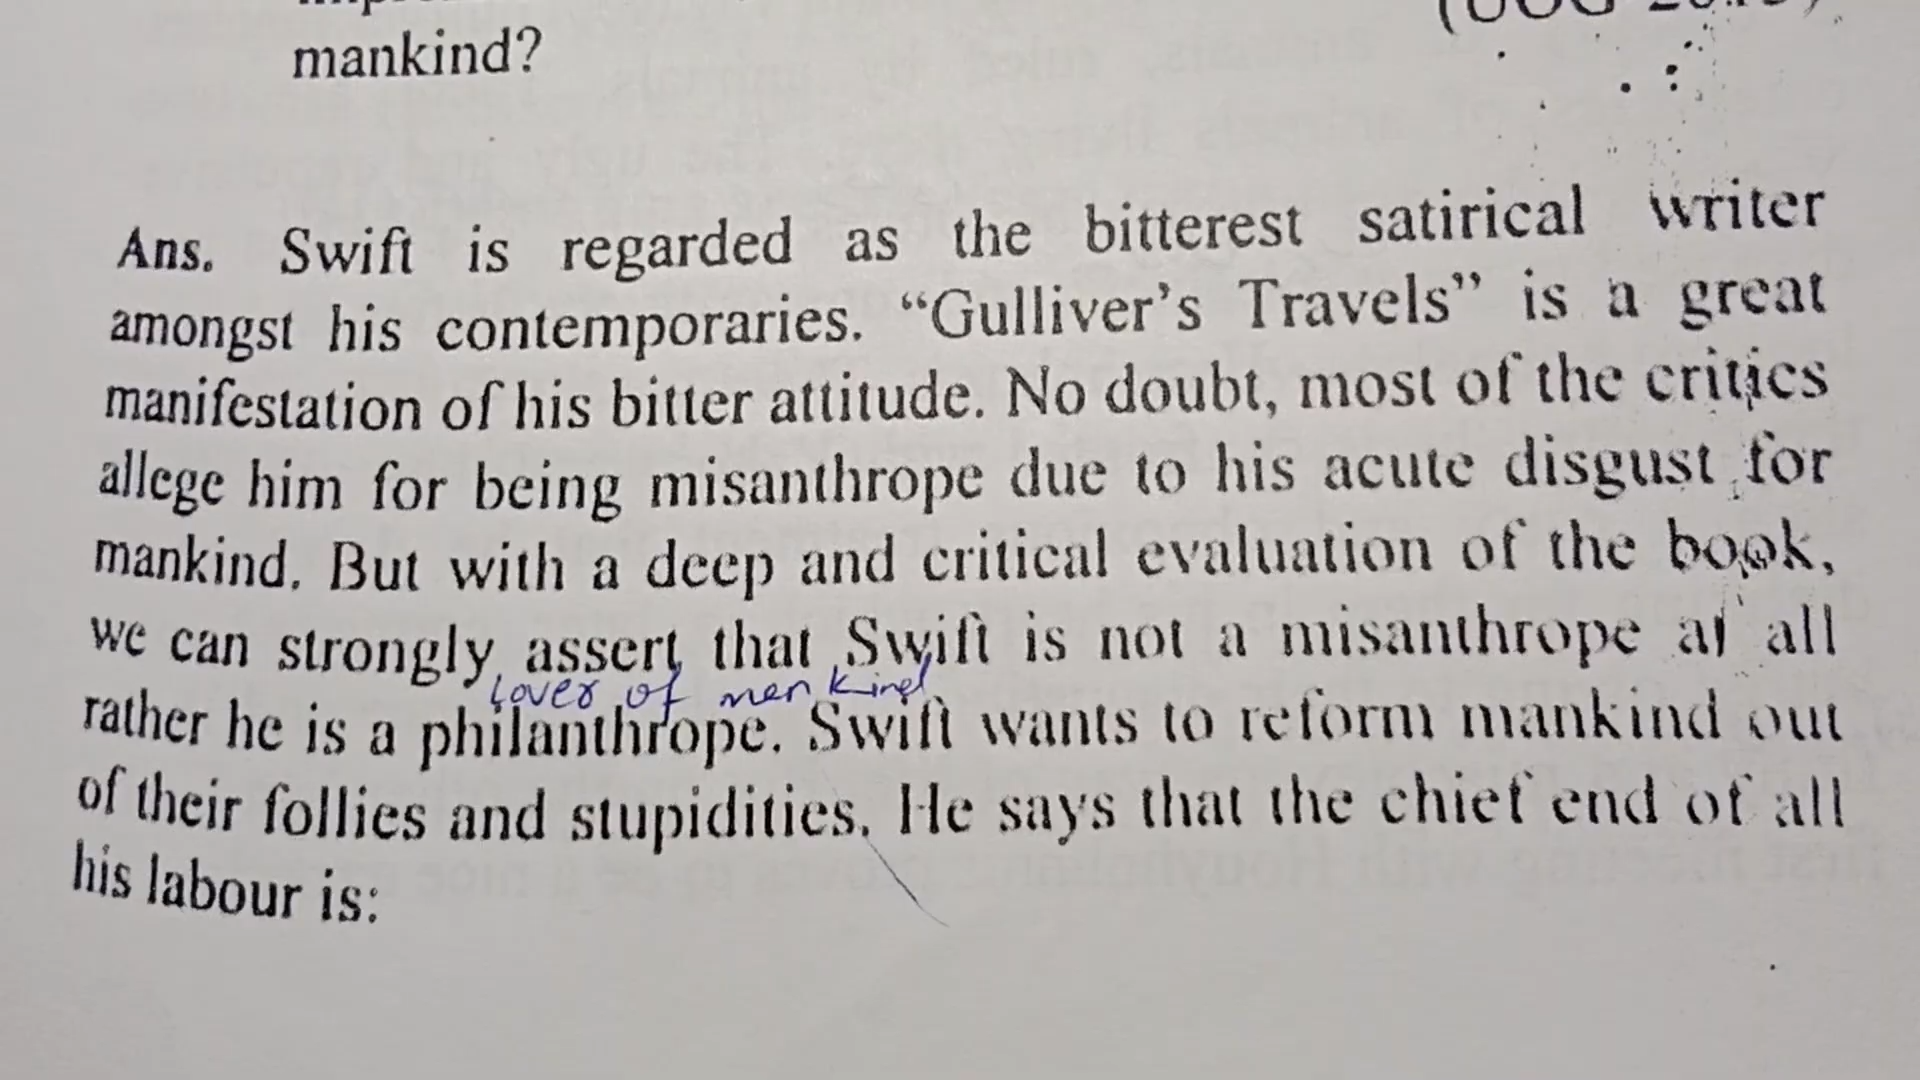 mankind?
Ans. Swift is regarded as the bitterest satirical writer
amongst his contemporaries. “Gulliver’s Travels” is a great
manifestation of his bitter attitude. No doubt, most of the critics
allege him for being misanthrope due to his acute disgust for
mankind. But with a deep and critical evaluation of the book,
we can strongly assert that Swift is not a misanthrope at all
lover of men kind
rather he is a philanthrope. Swift wants to reform mankind out
of their follies and stupidities. He says that the chief end of all
his labour is: